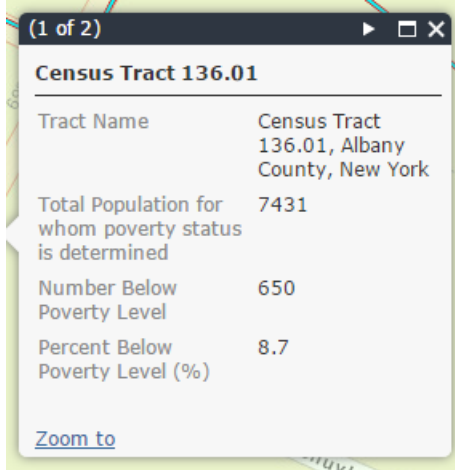 (1 of 2)
Census Tract 136.01
Tract Name
Census Tract
136.01, Albany
County, New York
Total Population for
whom poverty status
is determined
7431
Number Below
Poverty Level
650
Percent Below
Poverty Level (%)
8.7
Zoom to